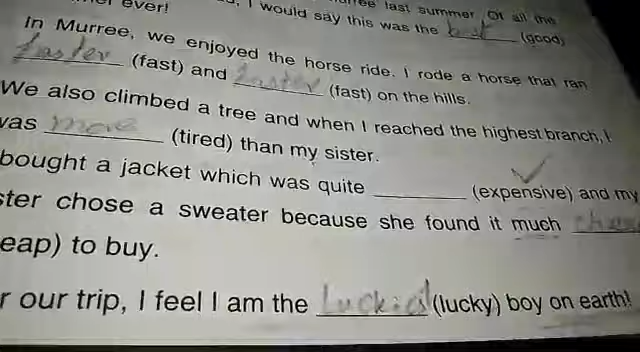 ever!
I would say this was the best (good)
last summer. Of all the
In Murree, we enjoyed the horse ride. I rode a horse that ran
faster (fast) and faster (fast) on the hills.
We also climbed a tree and when I reached the highest branch, I
was more (tired) than my sister.
bought a jacket which was quite ______ (expensive) and my
ster chose a sweater because she found it much
eap) to buy.
r our trip, I feel I am the (lucky) boy on earth!